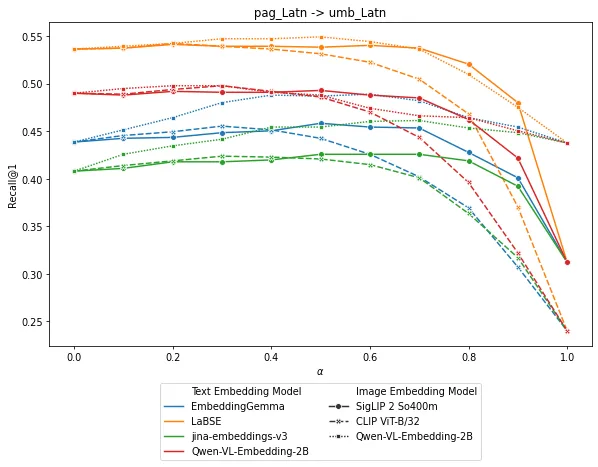 pag_Latn -> umb_Latn
Recall@1
0.55
0.50
0.45
0.40
0.35
0.30
0.25
0.0 0.2 0.4 0.6 0.8 1.0
α
Text Embedding Model
EmbeddingGemma
LaBSE
jina-embeddings-v3
Qwen-VL-Embedding-2B
Image Embedding Model
SigLIP 2 So400m
CLIP ViT-B/32
Qwen-VL-Embedding-2B